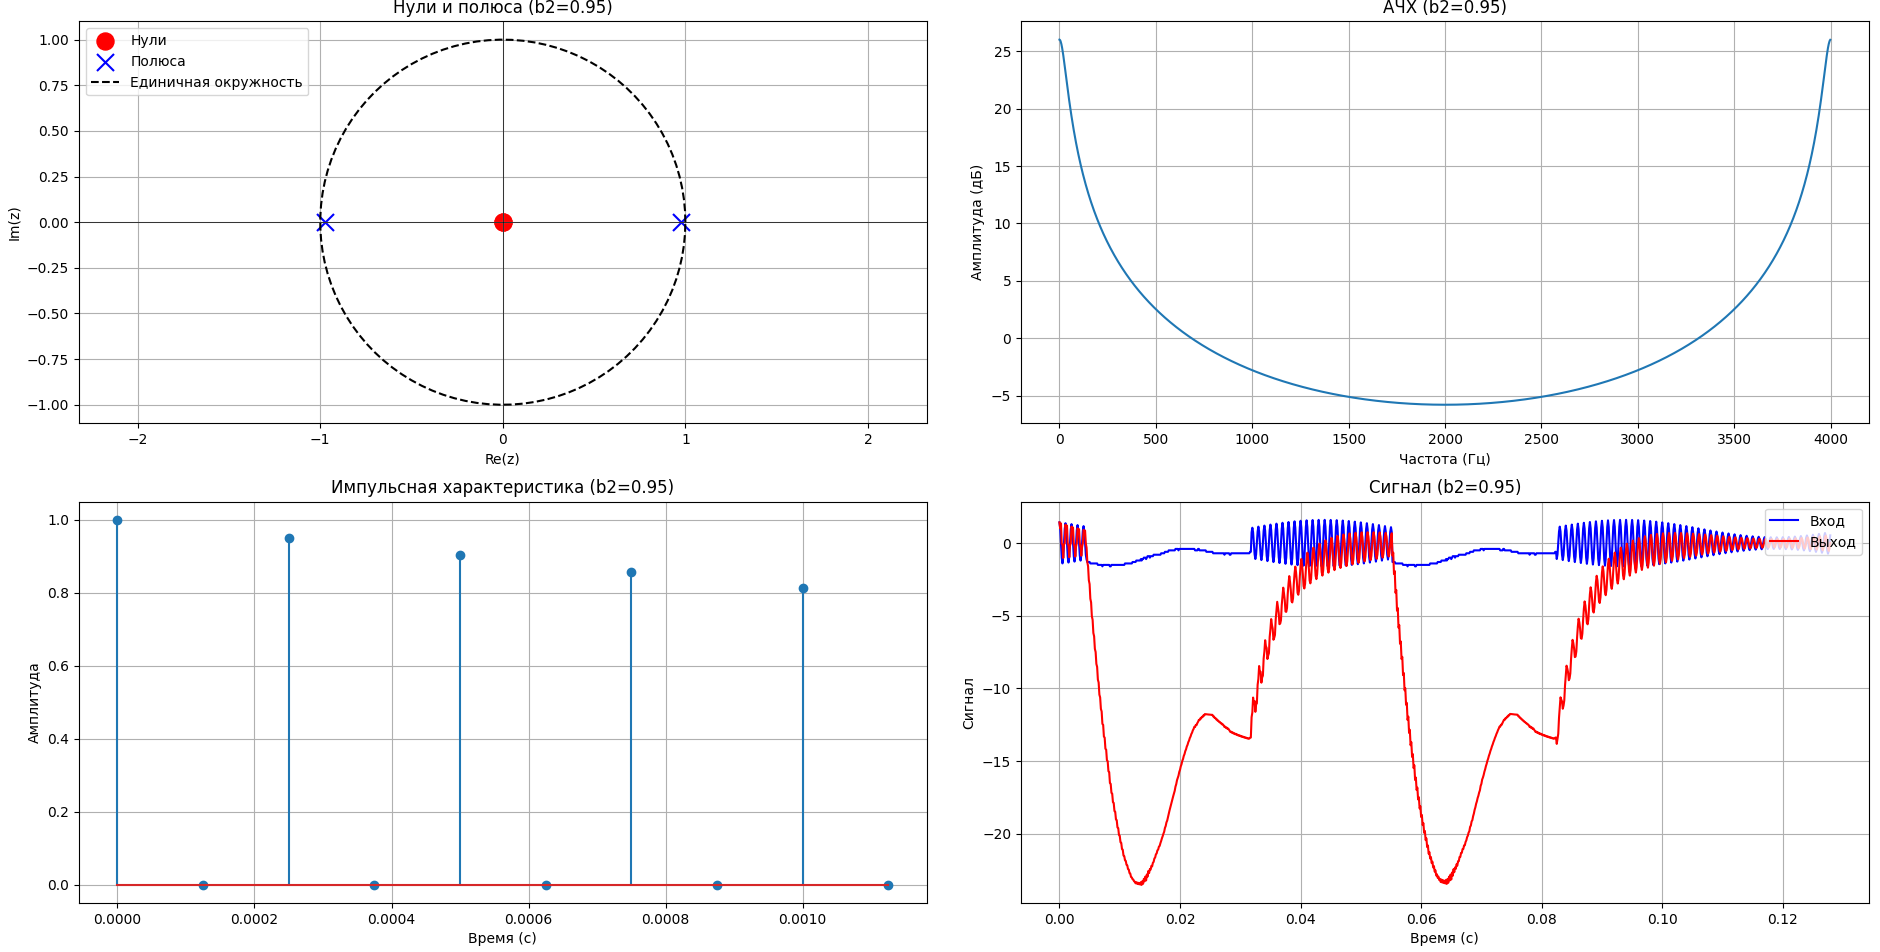 Нули и полюса (b2=0.95)
Нули
Полюса
Единичная окружность
1.00
0.75
0.50
0.25
0.00
−0.25
−0.50
−0.75
−1.00
Im(z)
−2 −1 0 1 2
Re(z)
АЧХ (b2=0.95)
25
20
15
10
5
0
−5
Амплитуда (дБ)
0 500 1000 1500 2000 2500 3000 3500 4000
Частота (Гц)
Импульсная характеристика (b2=0.95)
1.0
0.8
0.6
0.4
0.2
0.0
Амплитуда
0.0000 0.0002 0.0004 0.0006 0.0008 0.0010
Время (с)
Сигнал (b2=0.95)
Вход
Выход
0
−5
−10
−15
−20
Сигнал
0.00 0.02 0.04 0.06 0.08 0.10 0.12
Время (с)